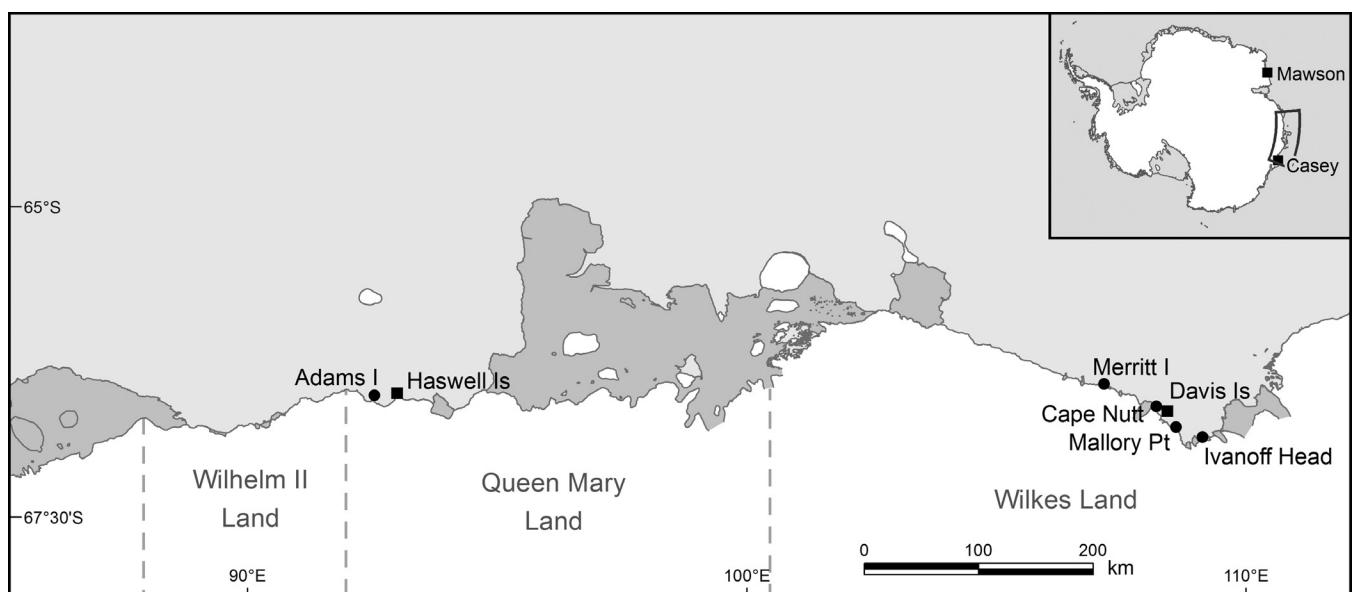 Mawson
Casey
65°S
Adams I
Haswell Is
Merritt I
Davis Is
Cape Nutt
Mallory Pt
Ivanoff Head
Wilhelm II
Land
Queen Mary
Land
Wilkes Land
67°30'S
0 100 200
km
90°E
100°E
110°E